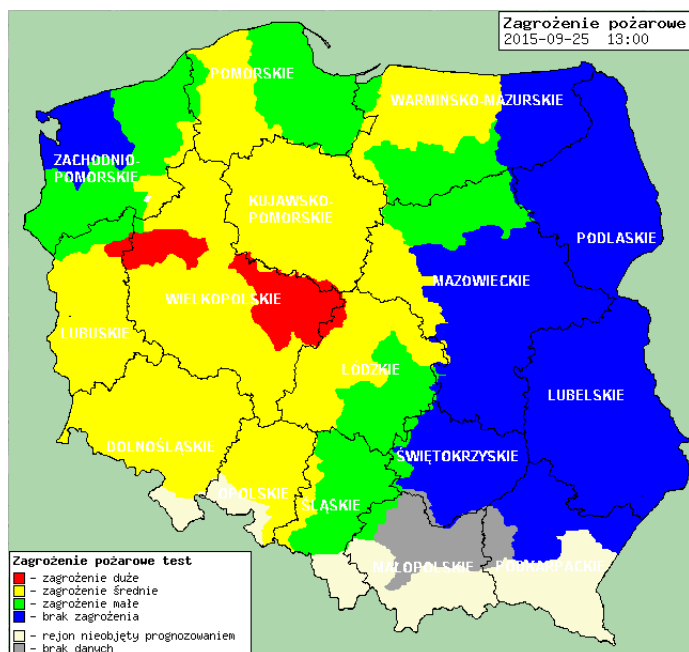 Zagrożenie pożarowe
2015-09-25 13:00
POMORSKIE
WARMIŃSKO-MAZURSKIE
ZACHODNIO-
POMORSKIE
KUJAWSKO-
POMORSKIE
PODLASKIE
MAZOWIECKIE
WIELKOPOLSKIE
LUBUSKIE
ŁÓDZKIE
LUBELSKIE
DOLNOŚLĄSKIE
ŚWIĘTOKRZYSKIE
OPOLSKIE
ŚLĄSKIE
MAŁOPOLSKIE
PODKARPACKIE
Zagrożenie pożarowe test
- zagrożenie duże
- zagrożenie średnie
- zagrożenie małe
- brak zagrożenia
- rejon nieobjęty prognozowaniem
- brak danych